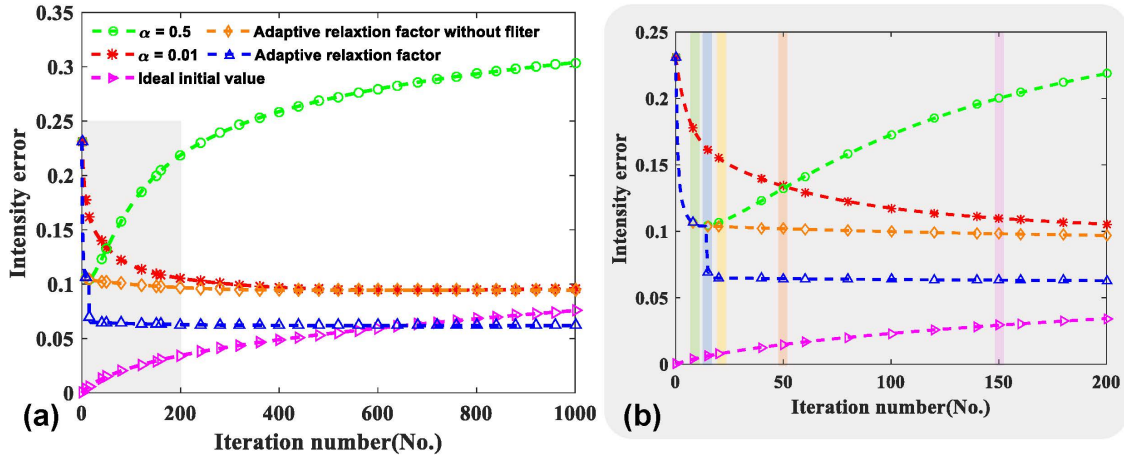 0.35
0.3
0.25
0.2
0.15
0.1
0.05
0
Intensity error
α = 0.5
Adaptive relaxtion factor without fliter
α = 0.01
Adaptive relaxtion factor
Ideal initial value
0 200 400 600 800 1000
Iteration number(No.)
(a)
0.25
0.2
0.15
0.1
0.05
0
Intensity error
0 50 100 150 200
Iteration number(No.)
(b)